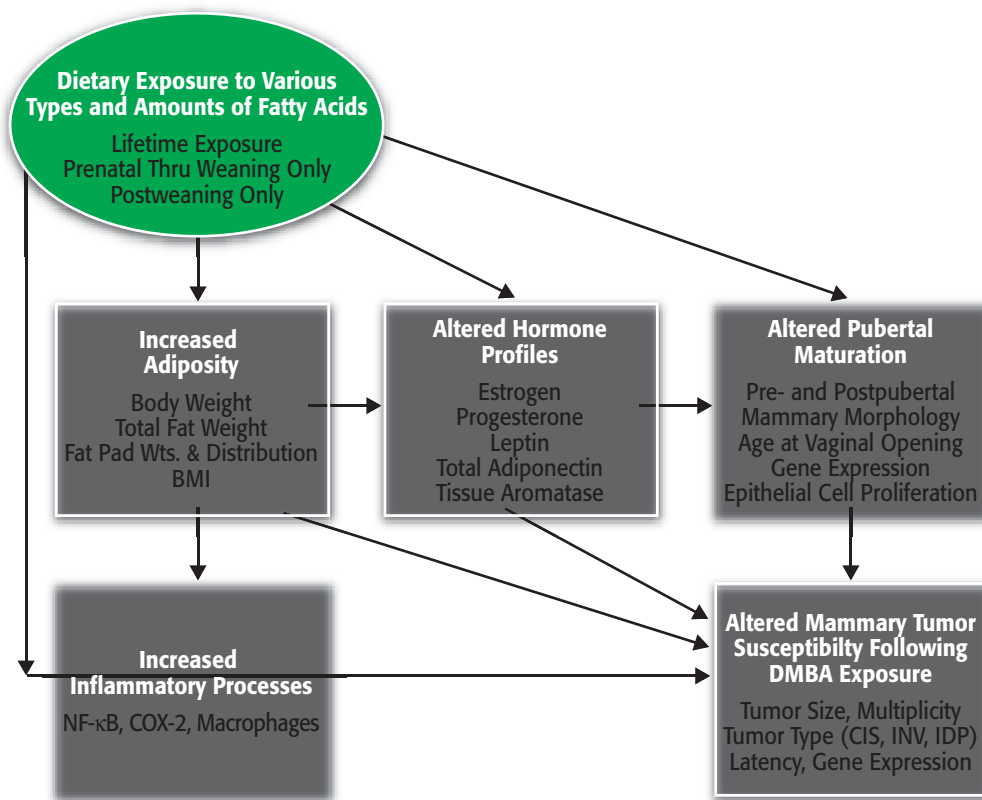 Dietary Exposure to Various
Types and Amounts of Fatty Acids
Lifetime Exposure
Prenatal Thru Weaning Only
Postweaning Only
Increased
Adiposity
Body Weight
Total Fat Weight
Fat Pad Wts. & Distribution
BMI
Altered Hormone
Profiles
Estrogen
Progesterone
Leptin
Total Adiponectin
Tissue Aromatase
Altered Pubertal
Maturation
Pre- and Postpubertal
Mammary Morphology
Age at Vaginal Opening
Gene Expression
Epithelial Cell Proliferation
Increased
Inflammatory Processes
NF-κB, COX-2, Macrophages
Altered Mammary Tumor
Susceptibilty Following
DMBA Exposure
Tumor Size, Multiplicity
Tumor Type (CIS, INV, IDP)
Latency, Gene Expression